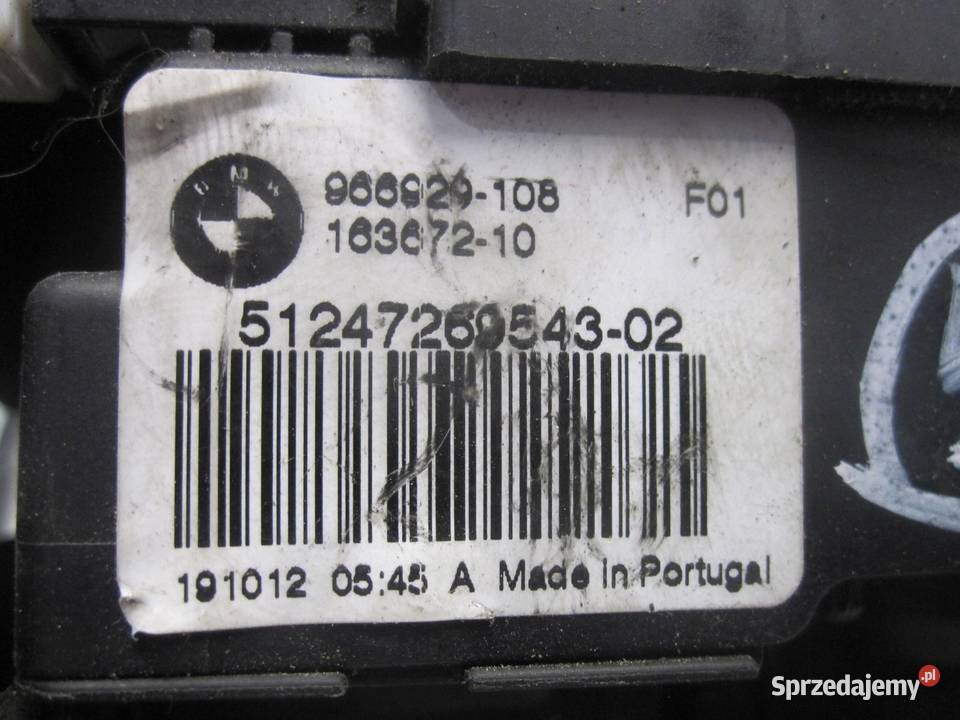 966929-108 F01
163672-10
51247269543-02
191012 05:45 A Made in Portugal
Sprzedajemy.pl